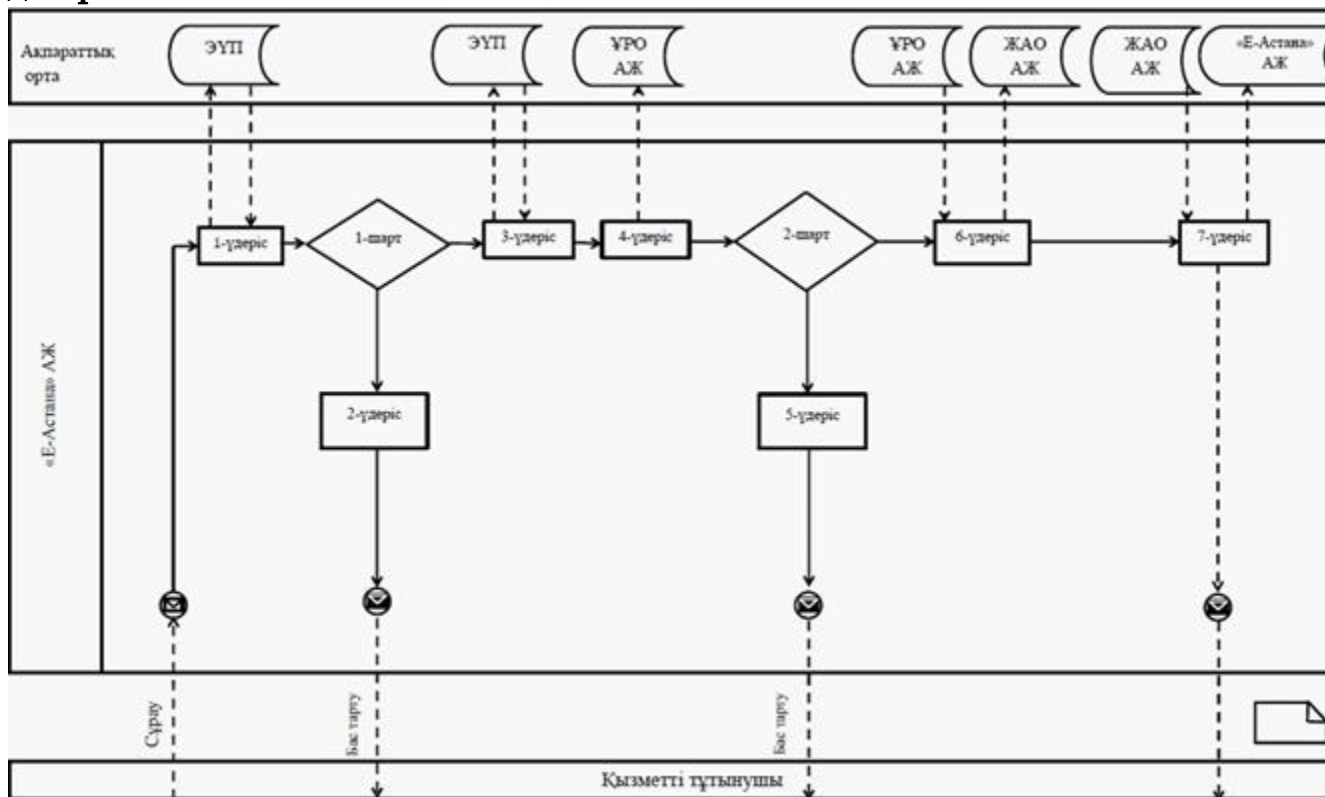 Ақпараттық
орта
ЭҮП
ЭҮП
ҰРО
АЖ
ҰРО
АЖ
ЖАО
АЖ
ЖАО
АЖ
«Е-Астана»
АЖ
«Е-Астана» АЖ
1-үдеріс
1-шарт
3-үдеріс
4-үдеріс
2-шарт
6-үдеріс
7-үдеріс
2-үдеріс
5-үдеріс
Сұрау
Бас тарту
Бас тарту
Қызметті тұтынушы